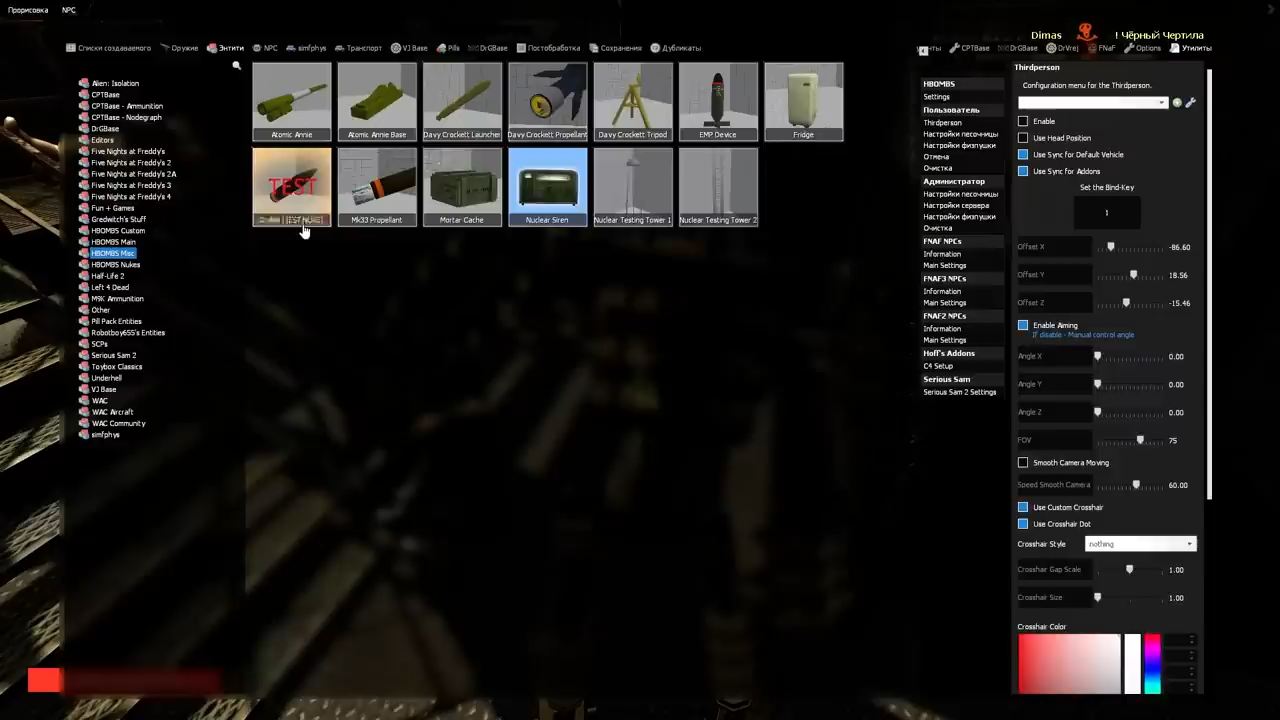 Прорисовка NPC
Dimas ! Чёрный Чертила
Списки создаваемого Оружие Энтити NPC simfphys Транспорт VJ Base Pills DrGBase Постобработка Сохранения Дубликаты
CPTBase DrGBase DrVrej FNaF Options Утилиты
Alien: Isolation
CPTBase
CPTBase - Ammunition
CPTBase - Nodegraph
DrGBase
Editors
Five Nights at Freddy's
Five Nights at Freddy's 2
Five Nights at Freddy's 2A
Five Nights at Freddy's 3
Five Nights at Freddy's 4
Fun + Games
Gredwitch's Stuff
HBOMBS Custom
HBOMBS Main
HBOMBS Misc
HBOMBS Nukes
Half-Life 2
Left 4 Dead
M9K Ammunition
Other
Pill Pack Entities
Robotboy655's Entities
SCPs
Serious Sam 2
Toybox Classics
Underhell
VJ Base
WAC
WAC Aircraft
WAC Community
simfphys
Atomic Annie
Atomic Annie Base
Davy Crockett Launcher
Davy Crockett Propellant
Davy Crockett Tripod
EMP Device
Fridge
TEST
Mk33 Propellant
Mortar Cache
Nuclear Siren
Nuclear Testing Tower 1
Nuclear Testing Tower 2
HBOMBS
Settings
Пользователь
Thirdperson
Настройки песочницы
Настройки физпушки
Отмена
Очистка
Администратор
Настройки песочницы
Настройки сервера
Настройки физпушки
Очистка
FNAF NPCs
Information
Main Settings
FNAF3 NPCs
Information
Main Settings
FNAF2 NPCs
Information
Main Settings
Hoff's Addons
C4 Setup
Serious Sam
Serious Sam 2 Settings
Thirdperson
Configuration menu for the Thirdperson.
Enable
Use Head Position
Use Sync for Default Vehicle
Use Sync for Addons
Set the Bind-Key
1
Offset X -86.60
Offset Y 18.56
Offset Z -15.46
Enable Aiming
If disable - Manual control angle
Angle X 0.00
Angle Y 0.00
Angle Z 0.00
FOV 75
Smooth Camera Moving
Speed Smooth Camera 60.00
Use Custom Crosshair
Use Crosshair Dot
Crosshair Style nothing
Crosshair Gap Scale 1.00
Crosshair Size 1.00
Crosshair Color